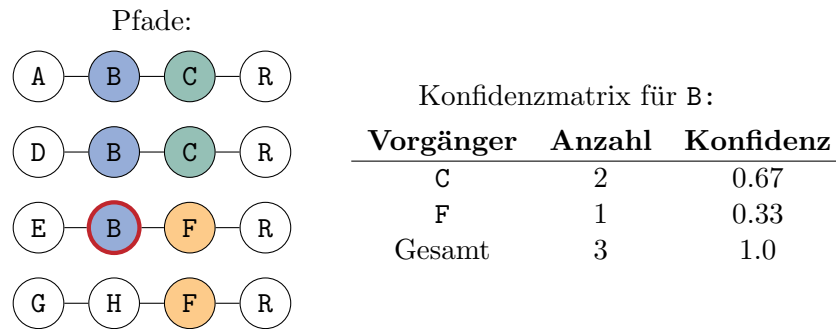 Pfade:
A B C R
D B C R
E B F R
G H F R
Konfidenzmatrix für B:
Vorgänger Anzahl Konfidenz
C 2 0.67
F 1 0.33
Gesamt 3 1.0